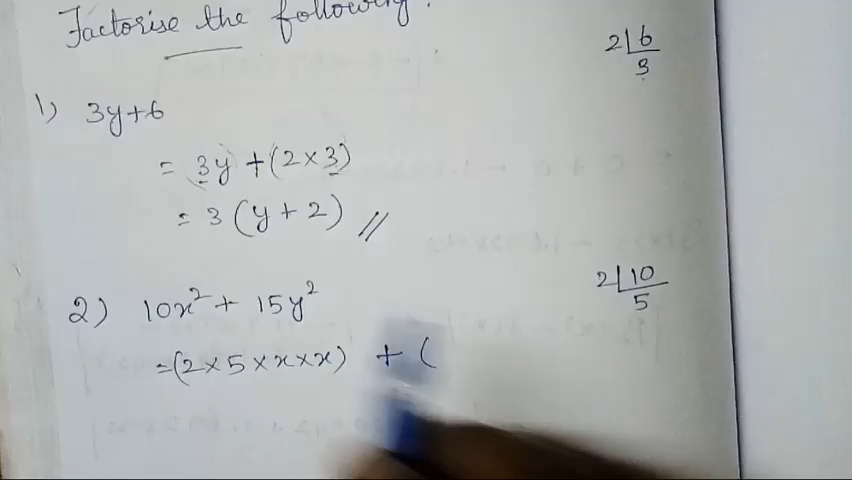 Factorise the following.
2 6
3
1) 3y+6
= 3y + (2×3)
= 3 (y + 2) //
2) 10x² + 15y²
2 10
5
=(2×5×x×x) + (